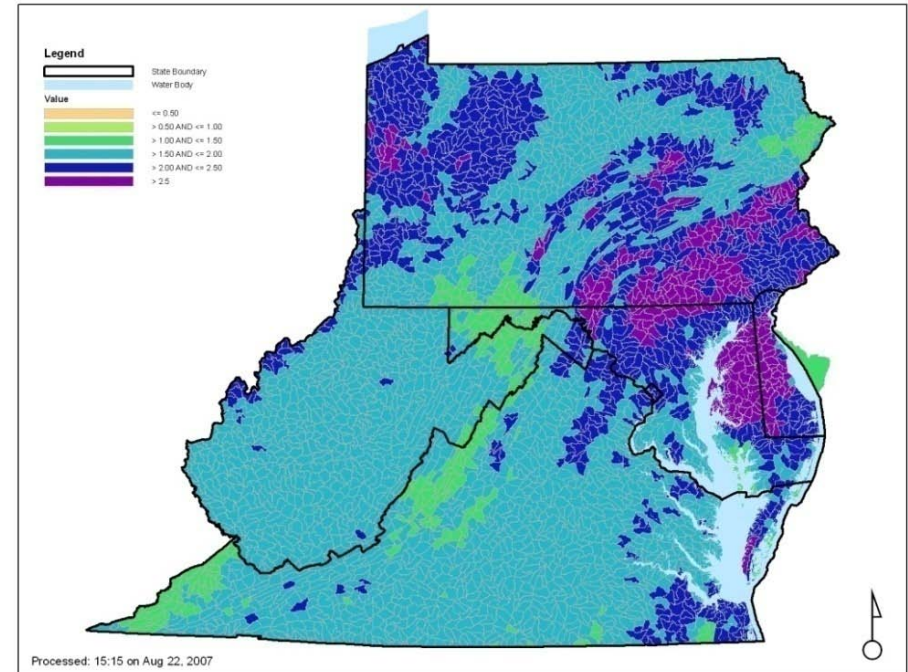 Legend
State Boundary
Water Body
Value
<= 0.50
> 0.50 AND <= 1.00
> 1.00 AND <= 1.50
> 1.50 AND <= 2.00
> 2.00 AND <= 2.50
> 2.5
Processed: 15:15 on Aug 22, 2007